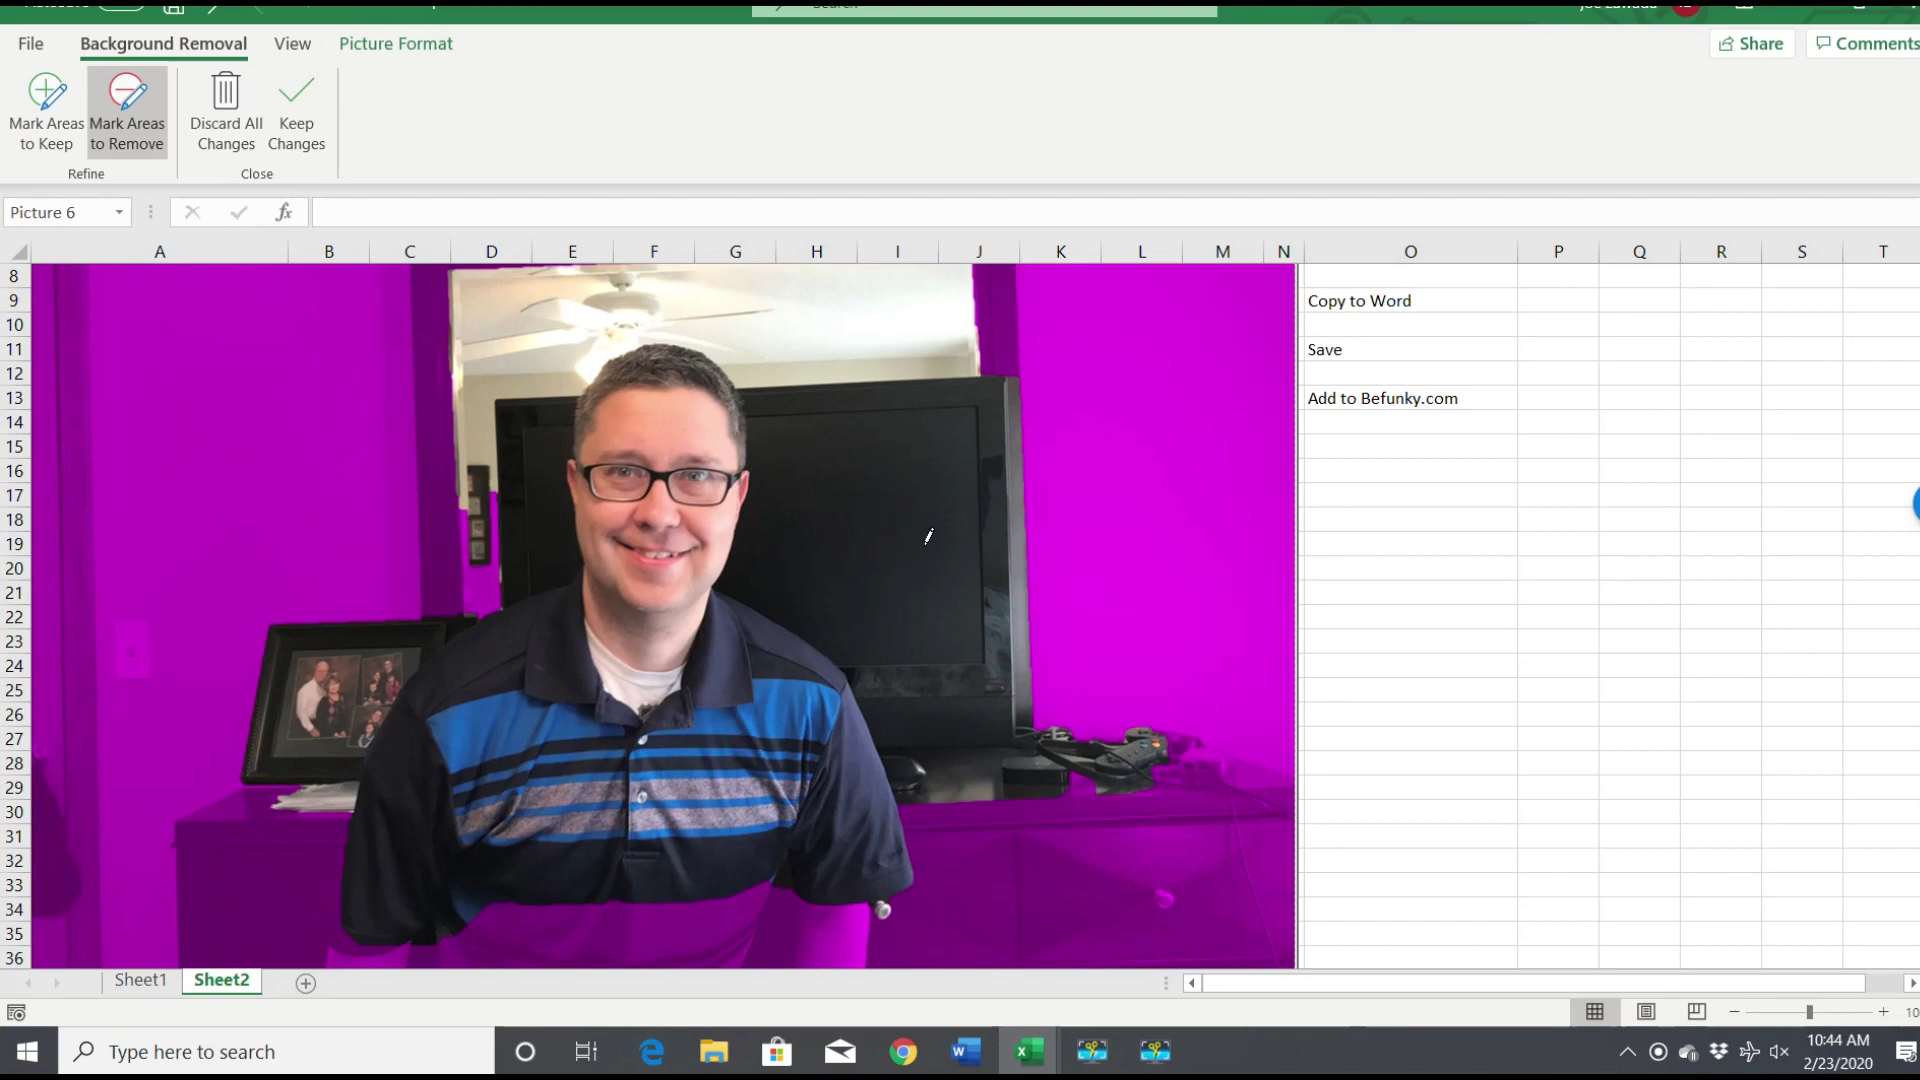 File Background Removal View Picture Format Share Comments
Mark Areas to Keep
Mark Areas to Remove
Discard All Changes
Keep Changes
Refine Close
Picture 6 fx
A B C D E F G H I J K L M N O P Q R S T
8
9 Copy to Word
10
11 Save
12
13 Add to Befunky.com
14
15
16
17
18
19
20
21
22
23
24
25
26
27
28
29
30
31
32
33
34
35
36
Sheet1 Sheet2
Type here to search
10:44 AM
2/23/2020